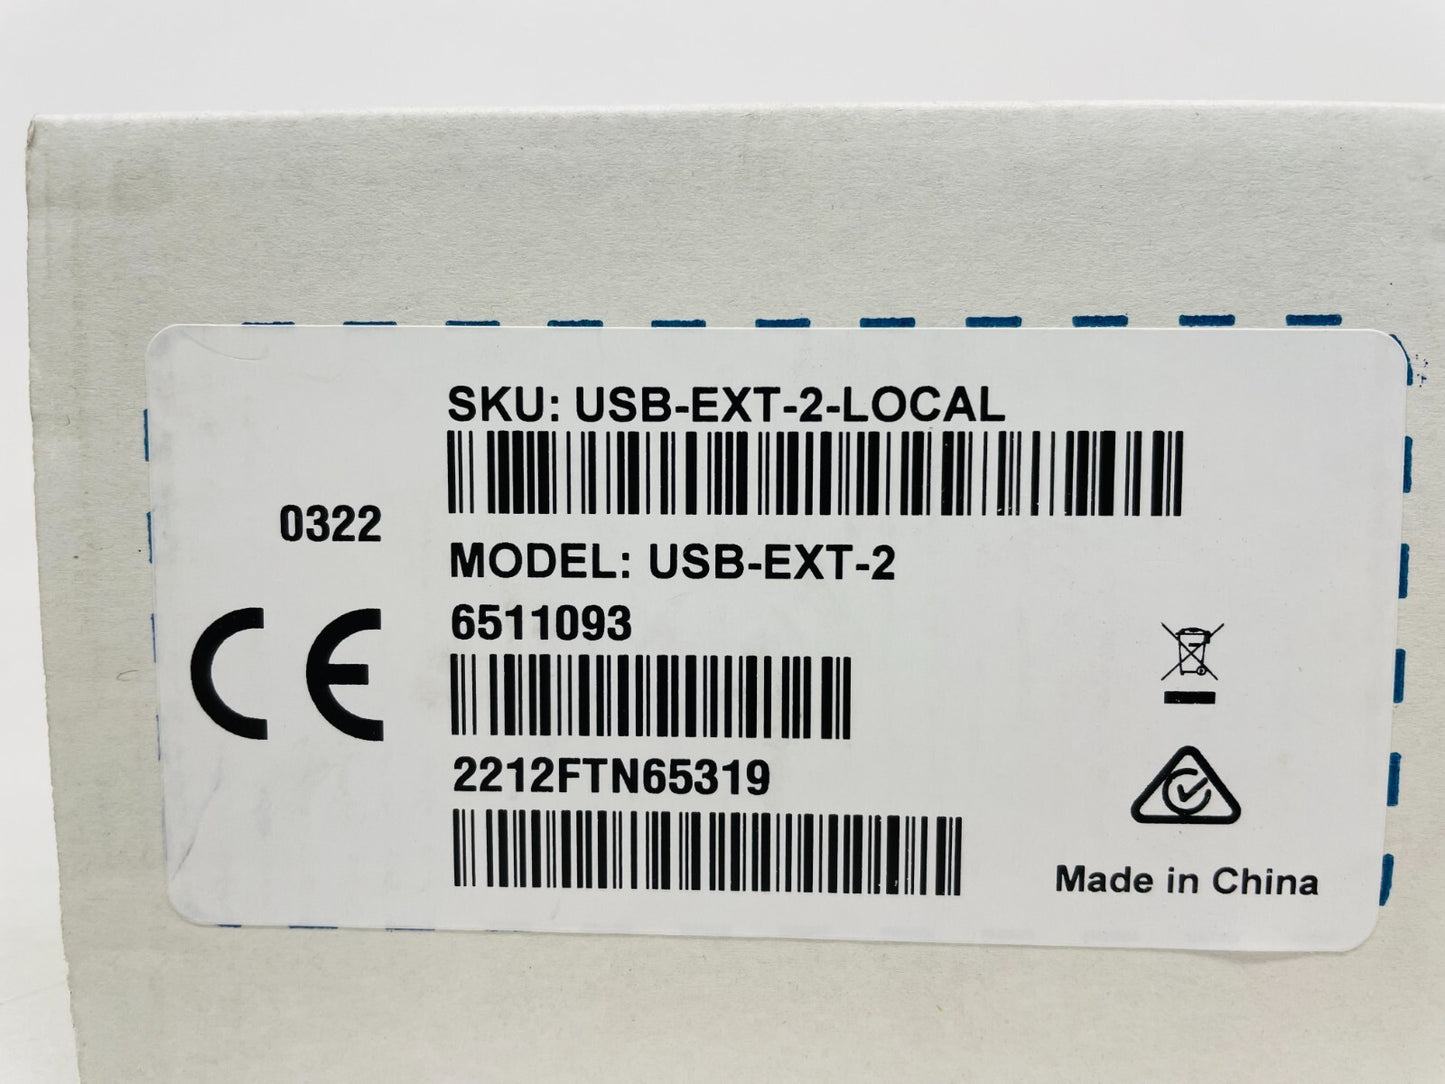 SKU: USB-EXT-2-LOCAL
0322
MODEL: USB-EXT-2
6511093
CE
2212FTN65319
Made in China